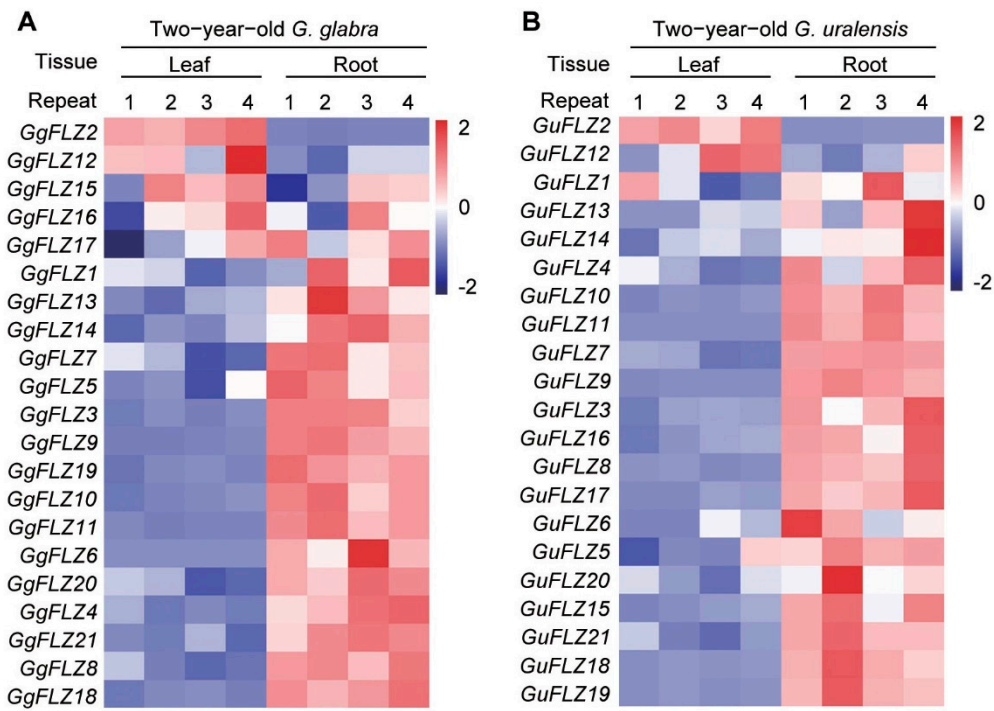 A
Two-year-old G. glabra
Tissue Leaf Root
Repeat 1 2 3 4 1 2 3 4
GgFLZ2
GgFLZ12
GgFLZ15
GgFLZ16
GgFLZ17
GgFLZ1
GgFLZ13
GgFLZ14
GgFLZ7
GgFLZ5
GgFLZ3
GgFLZ9
GgFLZ19
GgFLZ10
GgFLZ11
GgFLZ6
GgFLZ20
GgFLZ4
GgFLZ21
GgFLZ8
GgFLZ18
2
0
-2
B
Two-year-old G. uralensis
Tissue Leaf Root
Repeat 1 2 3 4 1 2 3 4
GuFLZ2
GuFLZ12
GuFLZ1
GuFLZ13
GuFLZ14
GuFLZ4
GuFLZ10
GuFLZ11
GuFLZ7
GuFLZ9
GuFLZ3
GuFLZ16
GuFLZ8
GuFLZ17
GuFLZ6
GuFLZ5
GuFLZ20
GuFLZ15
GuFLZ21
GuFLZ18
GuFLZ19
2
0
-2